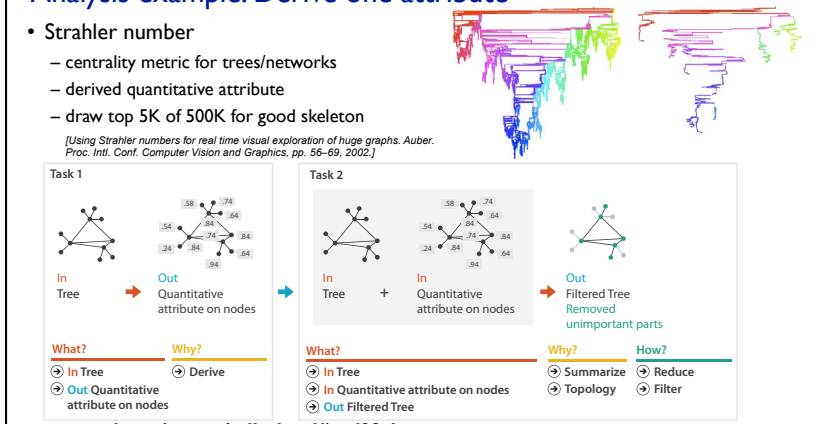 Analysis example: Derive one attribute
• Strahler number
– centrality metric for trees/networks
– derived quantitative attribute
– draw top 5K of 500K for good skeleton
[Using Strahler numbers for real time visual exploration of huge graphs. Auber.
Proc. Intl. Conf. Computer Vision and Graphics, pp. 56–69, 2002.]
Task 1
.58
.74
.64
.54
.84
.74
.84
.24
.84
.64
.94
In
Tree
Out
Quantitative
attribute on nodes
What?
In Tree
Out Quantitative
attribute on nodes
Why?
Derive
Task 2
.58
.74
.64
.54
.84
.74
.84
.24
.84
.64
.94
In
Tree
+
In
Quantitative
attribute on nodes
Out
Filtered Tree
Removed
unimportant parts
What?
In Tree
In Quantitative attribute on nodes
Out Filtered Tree
Why?
Summarize
Topology
How?
Reduce
Filter